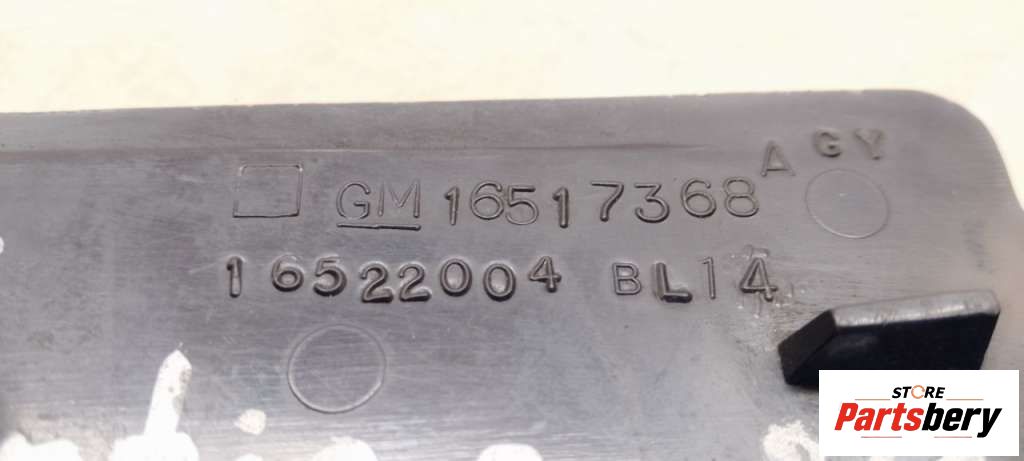 GM 16517368 A GY
16522004 BL14
STORE
Partsbery